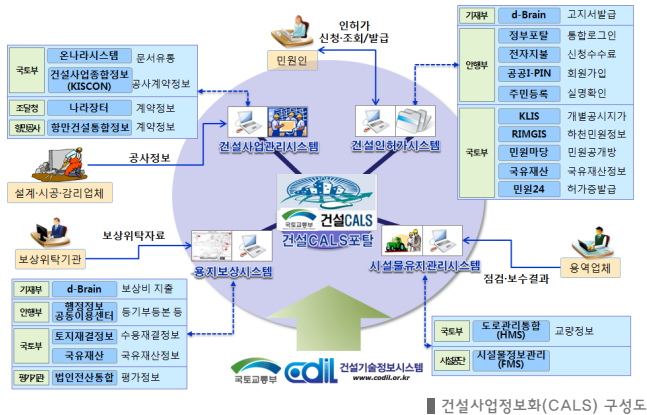 인허가
신청·조회/발급
민원인
국토부
온나라시스템 문서유통
건설사업종합정보
(KISCON) 공사계약정보
조달청 나라장터 계약정보
항만공사 항만건설통합정보 계약정보
기재부 d-Brain 고지서발급
안행부
정부포탈 통합로그인
전자지불 신청수수료
공공I-PIN 회원가입
주민등록 실명확인
국토부
KLIS 개별공시지가
RIMGIS 하천민원정보
민원마당 민원공개방
국유재산 국유재산정보
민원24 허가증발급
건설사업관리시스템
건설인허가시스템
공사정보
설계·시공·감리업체
국토교통부 건설CALS
건설CALS포탈
보상위탁자료
보상위탁기관
용지보상시스템
시설물유지관리시스템
점검·보수결과
용역업체
기재부 d-Brain 보상비 지출
안행부 행정정보
공동이용센터 등기부등본 등
국토부
토지재결정보 수용재결정보
국유재산 국유재산정보
평가기관 법인전산통합 평가정보
국토부 도로관리통합
(HMS) 교량정보
시설공단 시설물정보관리
(FMS)
국토교통부 codil 건설기술정보시스템
www.codil.or.kr
건설사업정보화(CALS) 구성도